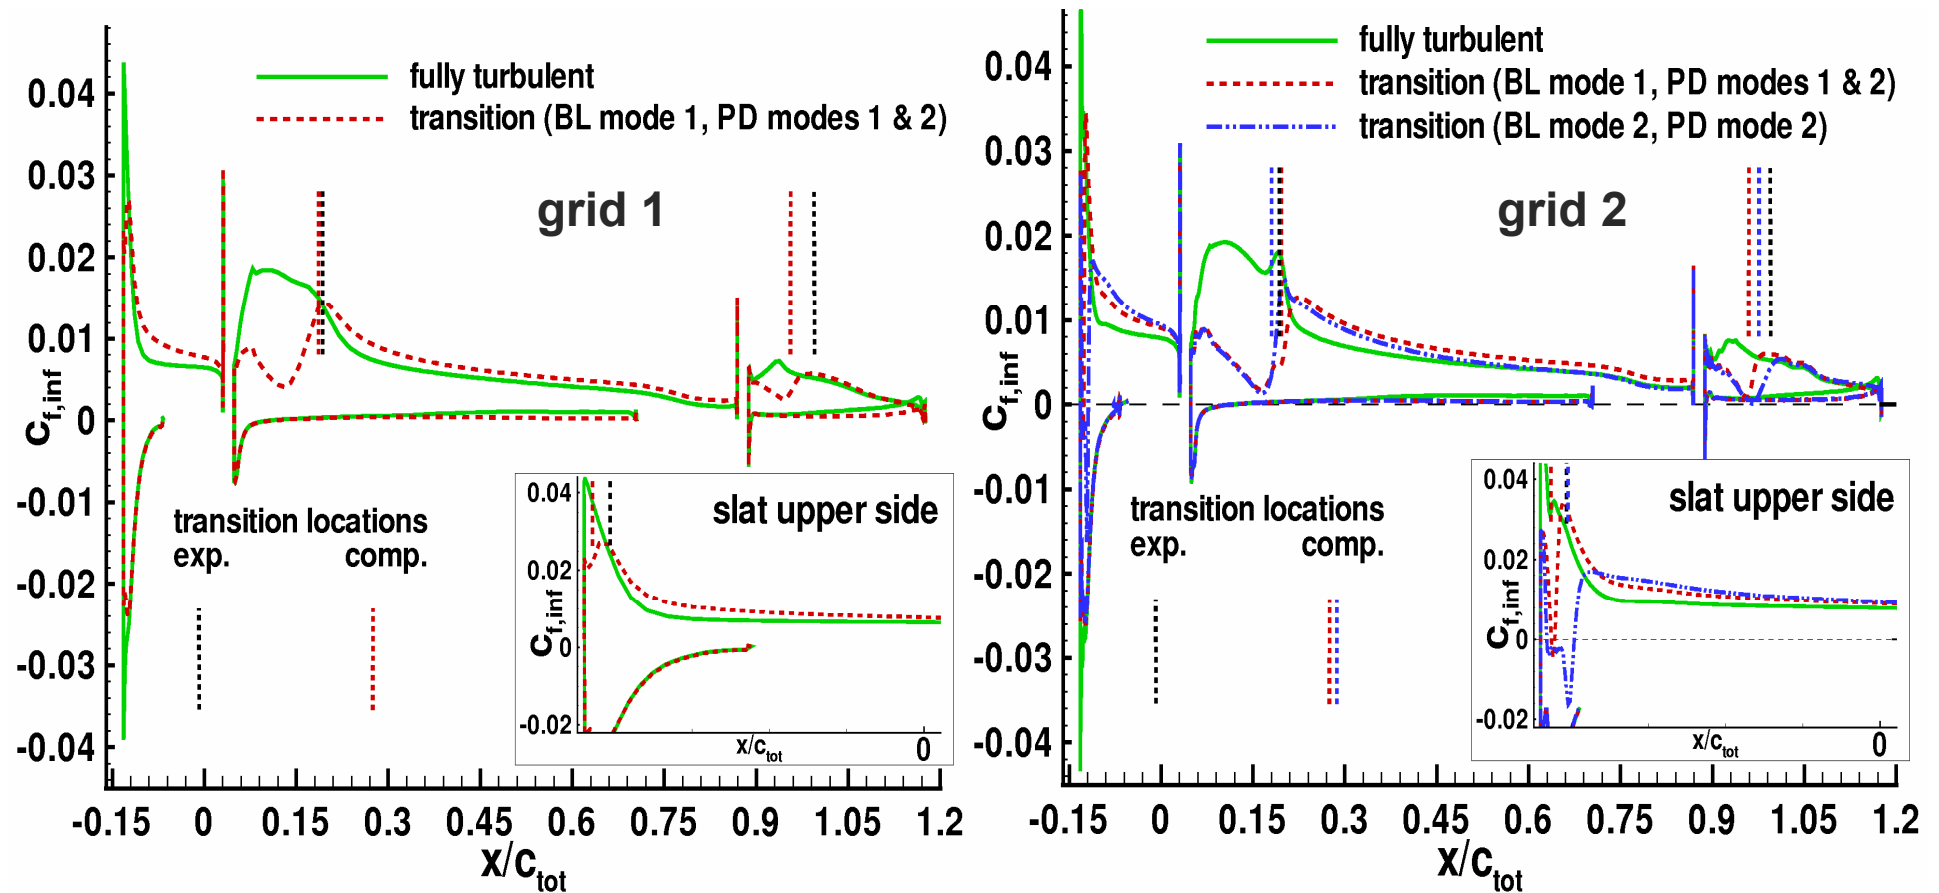 fully turbulent
transition (BL mode 1, PD modes 1 & 2)
grid 1
0.04
0.03
0.02
0.01
0
-0.01
-0.02
-0.03
-0.04
c_f,inf
transition locations
exp. comp.
slat upper side
0.04
0.02
0
-0.02
c_f,inf
x/c_tot
0
-0.15 0 0.15 0.3 0.45 0.6 0.75 0.9 1.05 1.2
x/c_tot
fully turbulent
transition (BL mode 1, PD modes 1 & 2)
transition (BL mode 2, PD mode 2)
grid 2
0.04
0.03
0.02
0.01
0
-0.01
-0.02
-0.03
-0.04
c_f,inf
transition locations
exp. comp.
slat upper side
0.04
0.02
0
-0.02
c_f,inf
x/c_tot
0
-0.15 0 0.15 0.3 0.45 0.6 0.75 0.9 1.05 1.2
x/c_tot